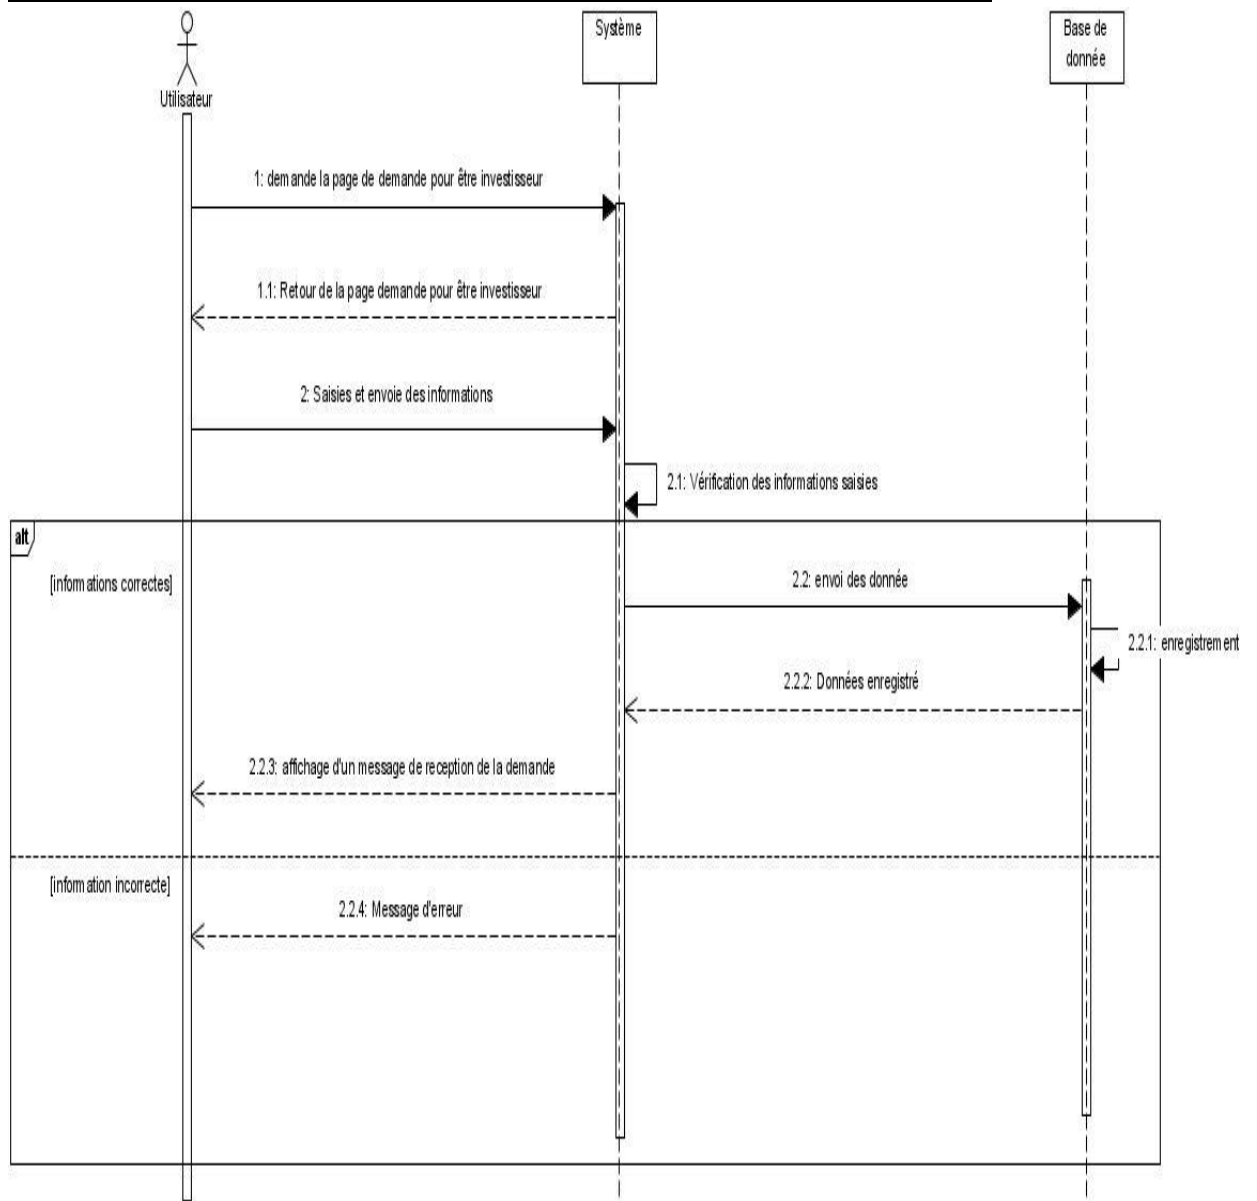 Utilisateur
Système
Base de
donnée
1: demande la page de demande pour être investisseur
1.1: Retour de la page demande pour être investisseur
2: Saisies et envoie des informations
2.1: Vérification des informations saisies
alt
[informations correctes]
2.2: envoi des donnée
2.2.1: enregistrement
2.2.2: Données enregistré
2.2.3: affichage d'un message de reception de la demande
[information incorrecte]
2.2.4: Message d'erreur